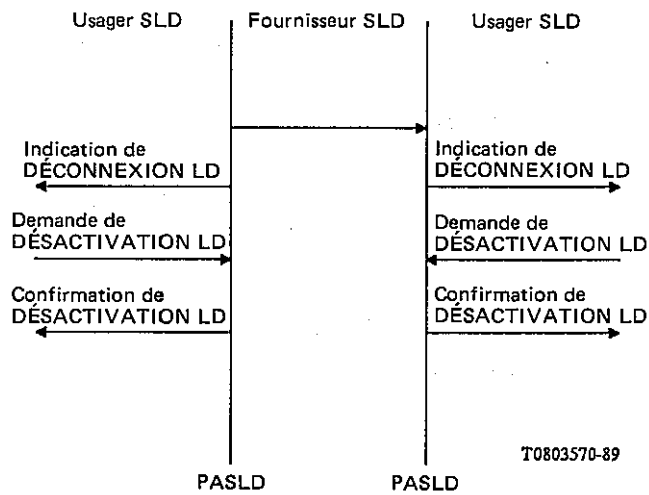 Usager SLD
Fournisseur SLD
Usager SLD
Indication de
DÉCONNEXION LD
Indication de
DÉCONNEXION LD
Demande de
DÉSACTIVATION LD
Demande de
DÉSACTIVATION LD
Confirmation de
DÉSACTIVATION LD
Confirmation de
DÉSACTIVATION LD
T0803570-89
PASLD
PASLD